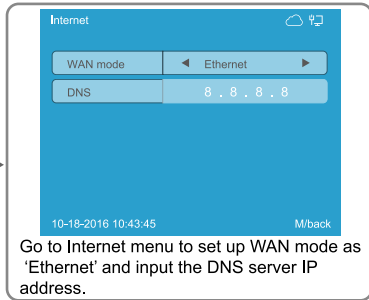 Internet
WAN mode ◀ Ethernet ▶
DNS 8 . 8 . 8 . 8
10-18-2016 10:43:45 M/back
Go to Internet menu to set up WAN mode as
'Ethernet' and input the DNS server IP
address.